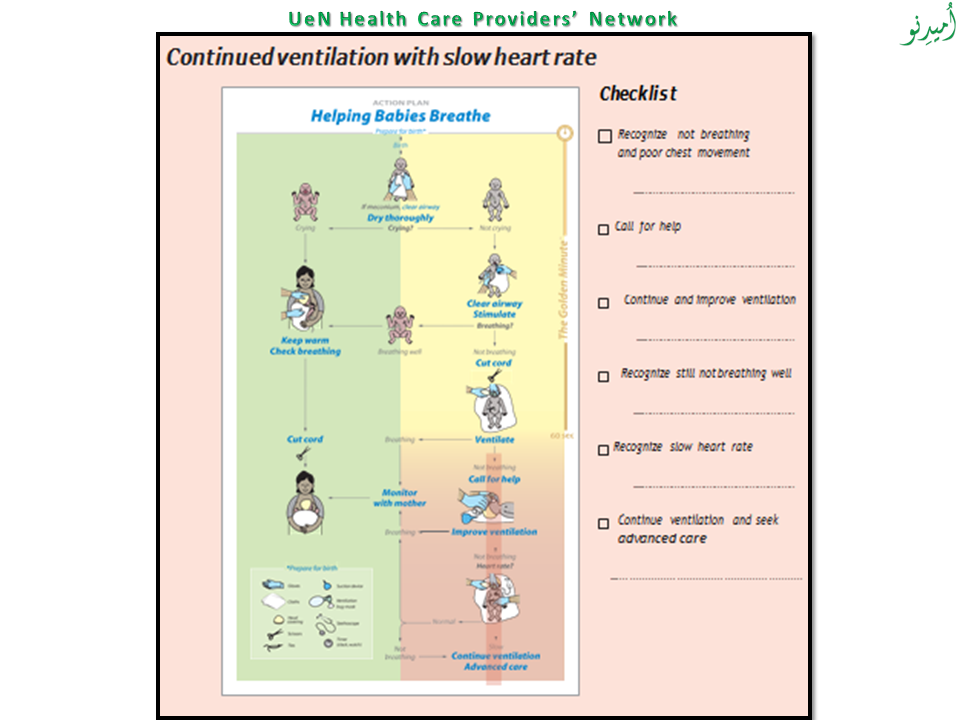 UeN Health Care Providers’ Network
اُمیدِنو
Continued ventilation with slow heart rate
ACTION PLAN
Helping Babies Breathe
Prepare for birth*
Birth
If meconium, clear airway
Dry thoroughly
Crying
Crying?
Not crying
Clear airway
Stimulate
Breathing?
Keep warm
Check breathing
Breathing well
Not breathing
Cut cord
The Golden Minute
60 sec
Cut cord
Breathing
Ventilate
Not breathing
Call for help
Monitor
with mother
Breathing
Improve ventilation
Not breathing
Heart rate?
*Prepare for birth
Gloves
Suction device
Cloths
Ventilation
bag-mask
Head
covering
Stethoscope
Scissors
Timer
(clock, watch)
Ties
Normal
Slow
Not
breathing
Continue ventilation
Advanced care
Checklist
Recognize not breathing
and poor chest movement
Call for help
Continue and improve ventilation
Recognize still not breathing well
Recognize slow heart rate
Continue ventilation and seek
advanced care